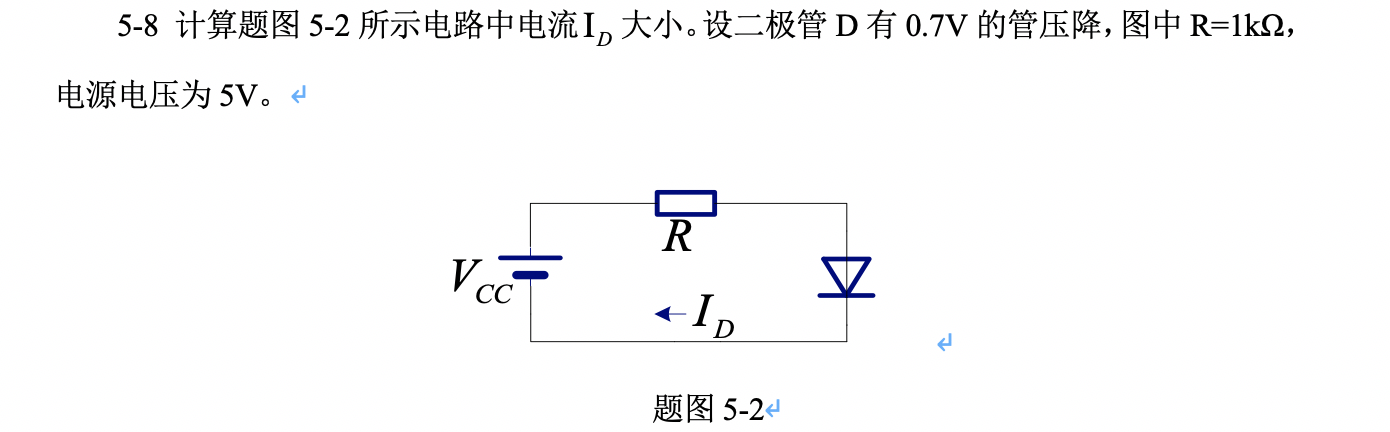 5-8 计算题图 5-2 所示电路中电流 I_D 大小。设二极管 D 有 0.7V 的管压降，图中 R=1kΩ，
电源电压为 5V。↵
R
V_CC
←I_D
↵
题图 5-2↵